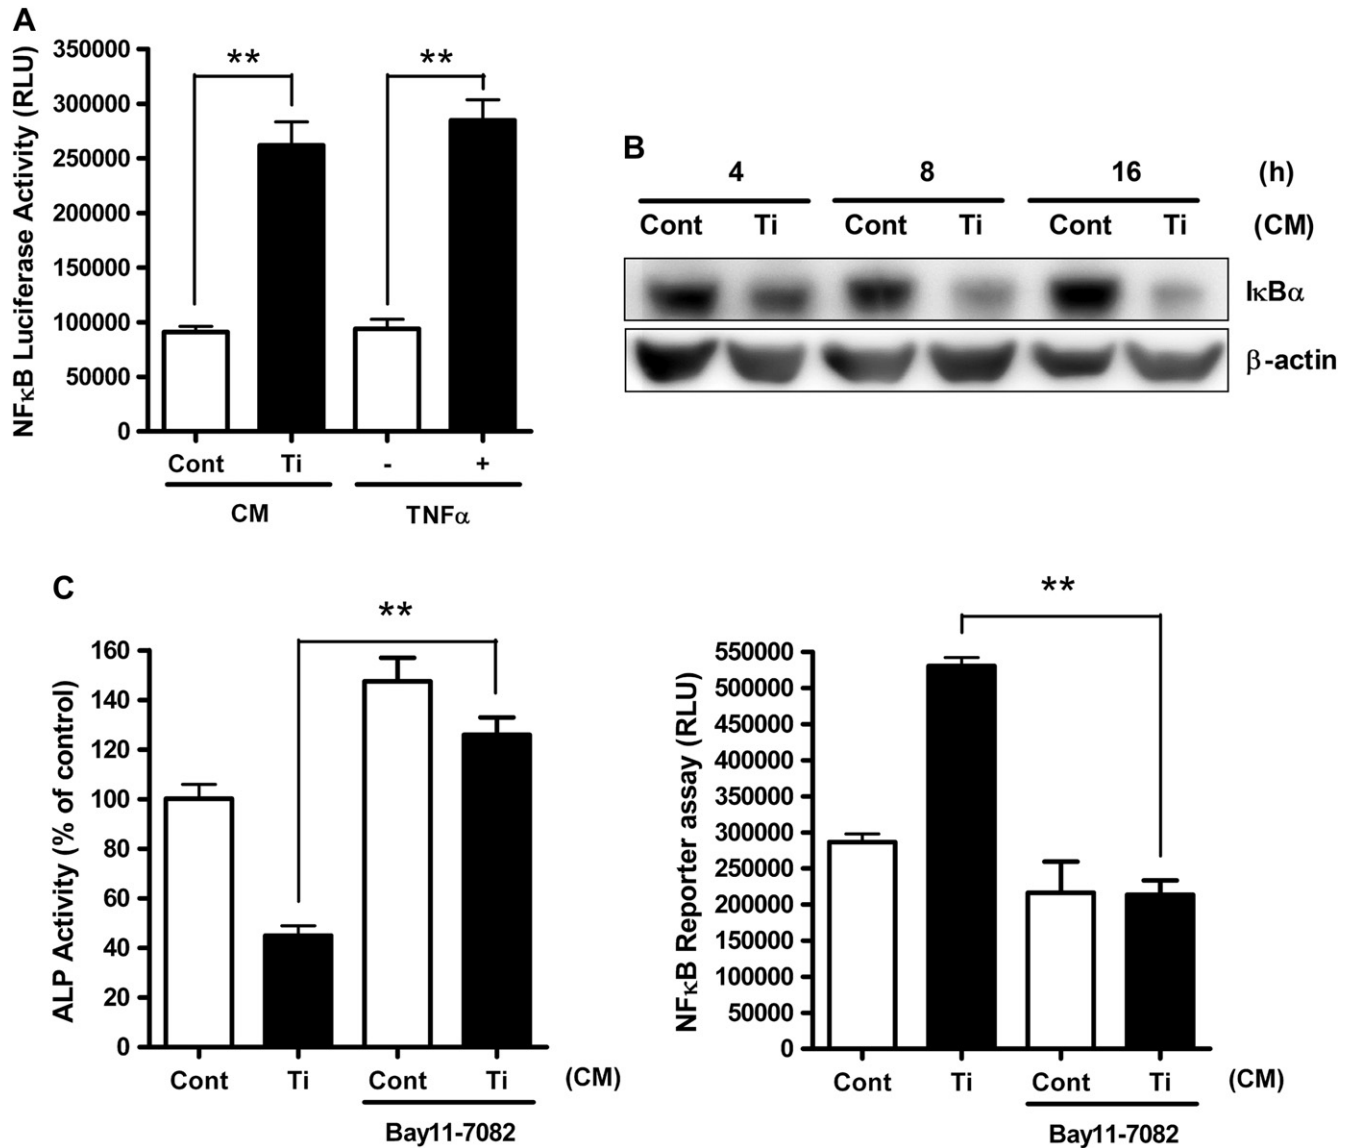 A
NFκB Luciferase Activity (RLU)
350000
300000
250000
200000
150000
100000
50000
0
** **
Cont Ti - +
CM TNFα
B
4 8 16 (h)
Cont Ti Cont Ti Cont Ti (CM)
IκBα
β-actin
C
ALP Activity (% of control)
160
140
120
100
80
60
40
20
0
**
Cont Ti Cont Ti (CM)
Bay11-7082
NFκB Reporter assay (RLU)
550000
500000
450000
400000
350000
300000
250000
200000
150000
100000
50000
0
**
Cont Ti Cont Ti (CM)
Bay11-7082